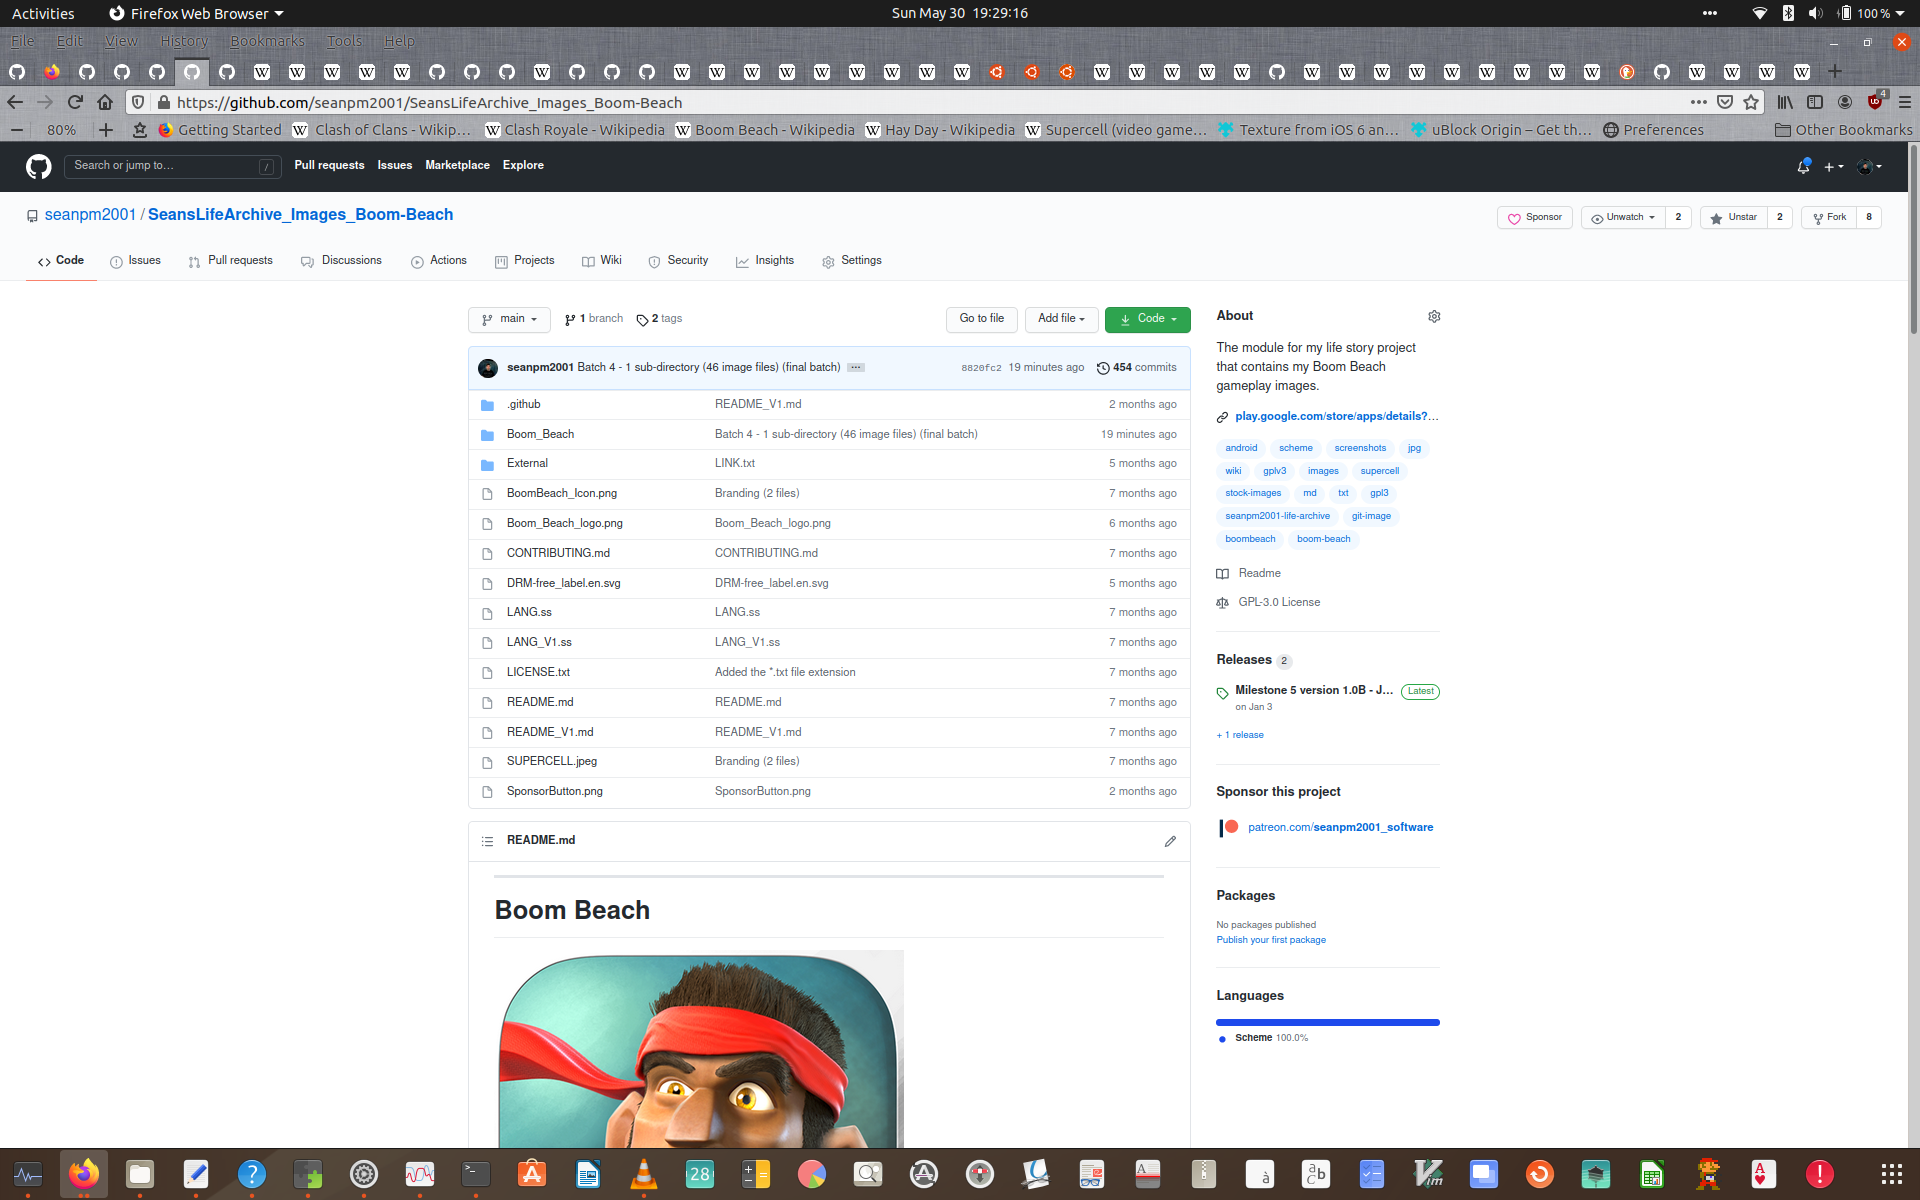 Activities Firefox Web Browser Sun May 30 19:29:16 100 %
File Edit View History Bookmarks Tools Help
https://github.com/seanpm2001/SeansLifeArchive_Images_Boom-Beach 4
80% Getting Started Clash of Clans - Wikip… Clash Royale - Wikipedia Boom Beach - Wikipedia Hay Day - Wikipedia Supercell (video game… Texture from iOS 6 an… uBlock Origin – Get th… Preferences Other Bookmarks
Search or jump to… / Pull requests Issues Marketplace Explore
seanpm2001 / SeansLifeArchive_Images_Boom-Beach Sponsor Unwatch 2 Unstar 2 Fork 8
Code Issues Pull requests Discussions Actions Projects Wiki Security Insights Settings
main 1 branch 2 tags Go to file Add file Code
seanpm2001 Batch 4 - 1 sub-directory (46 image files) (final batch) … 8820fc2 19 minutes ago 454 commits
.github README_V1.md 2 months ago
Boom_Beach Batch 4 - 1 sub-directory (46 image files) (final batch) 19 minutes ago
External LINK.txt 5 months ago
BoomBeach_Icon.png Branding (2 files) 7 months ago
Boom_Beach_logo.png Boom_Beach_logo.png 6 months ago
CONTRIBUTING.md CONTRIBUTING.md 7 months ago
DRM-free_label.en.svg DRM-free_label.en.svg 5 months ago
LANG.ss LANG.ss 7 months ago
LANG_V1.ss LANG_V1.ss 7 months ago
LICENSE.txt Added the *.txt file extension 7 months ago
README.md README.md 7 months ago
README_V1.md README_V1.md 7 months ago
SUPERCELL.jpeg Branding (2 files) 7 months ago
SponsorButton.png SponsorButton.png 2 months ago
README.md
Boom Beach
About
The module for my life story project
that contains my Boom Beach
gameplay images.
play.google.com/store/apps/details?…
android scheme screenshots jpg
wiki gplv3 images supercell
stock-images md txt gpl3
seanpm2001-life-archive git-image
boombeach boom-beach
Readme
GPL-3.0 License
Releases 2
Milestone 5 version 1.0B - J… Latest
on Jan 3
+ 1 release
Sponsor this project
patreon.com/seanpm2001_software
Packages
No packages published
Publish your first package
Languages
Scheme 100.0%
28